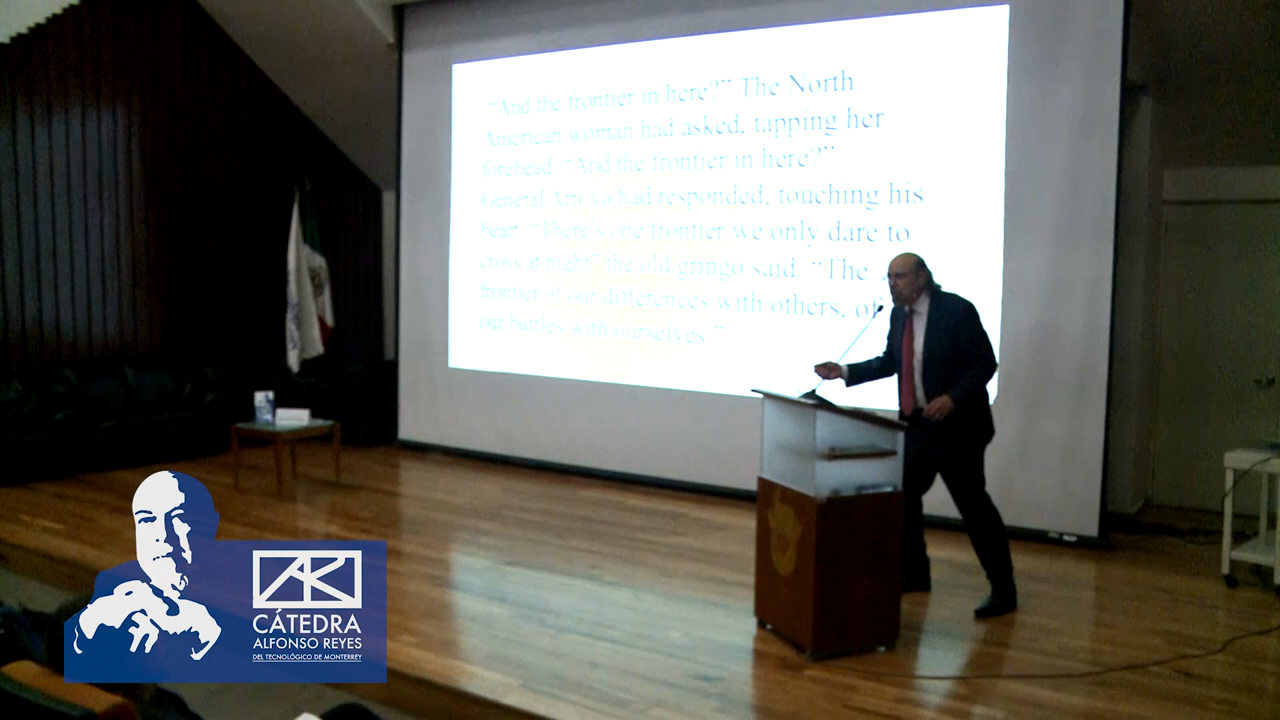 “And the frontier in here?” The North
American woman had asked, tapping her
forehead. “And the frontier in here?”
General Arroyo had responded, touching his
heart. “There's one frontier we only dare to
cross at night” the old gringo said. “The
frontier of our differences with others, of
our battles with ourselves.”
AR
CÁTEDRA
ALFONSO REYES
DEL TECNOLÓGICO DE MONTERREY